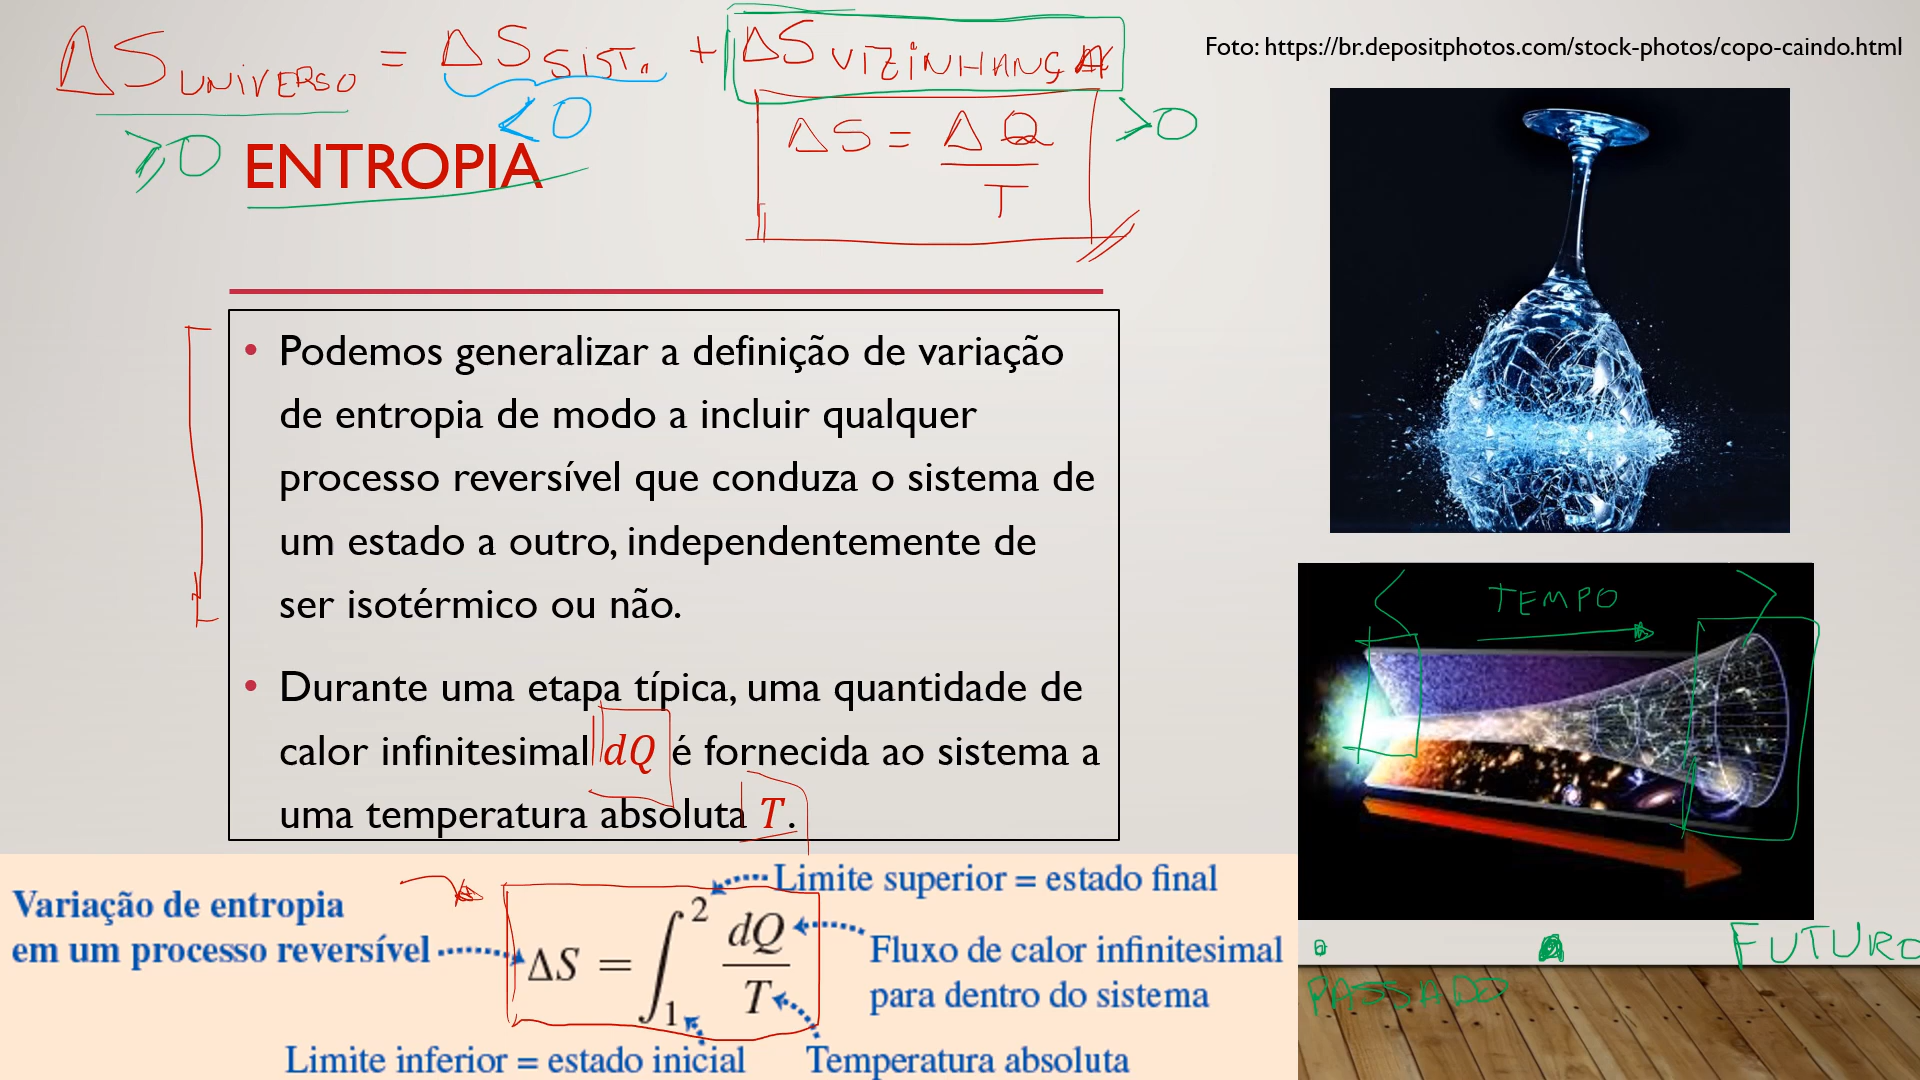 ΔS UNIVERSO = ΔS SIST. + ΔS VIZINHANÇA
Foto: https://br.depositphotos.com/stock-photos/copo-caindo.html
≥0
<0
ΔS = ΔQ / T
>0
ENTROPIA
• Podemos generalizar a definição de variação
de entropia de modo a incluir qualquer
processo reversível que conduza o sistema de
um estado a outro, independentemente de
ser isotérmico ou não.
• Durante uma etapa típica, uma quantidade de
calor infinitesimal dQ é fornecida ao sistema a
uma temperatura absoluta T.
TEMPO
FUTURO
PASSADO
Limite superior = estado final
Variação de entropia
em um processo reversível
ΔS = ∫₁² dQ / T
Fluxo de calor infinitesimal
para dentro do sistema
Limite inferior = estado inicial
Temperatura absoluta